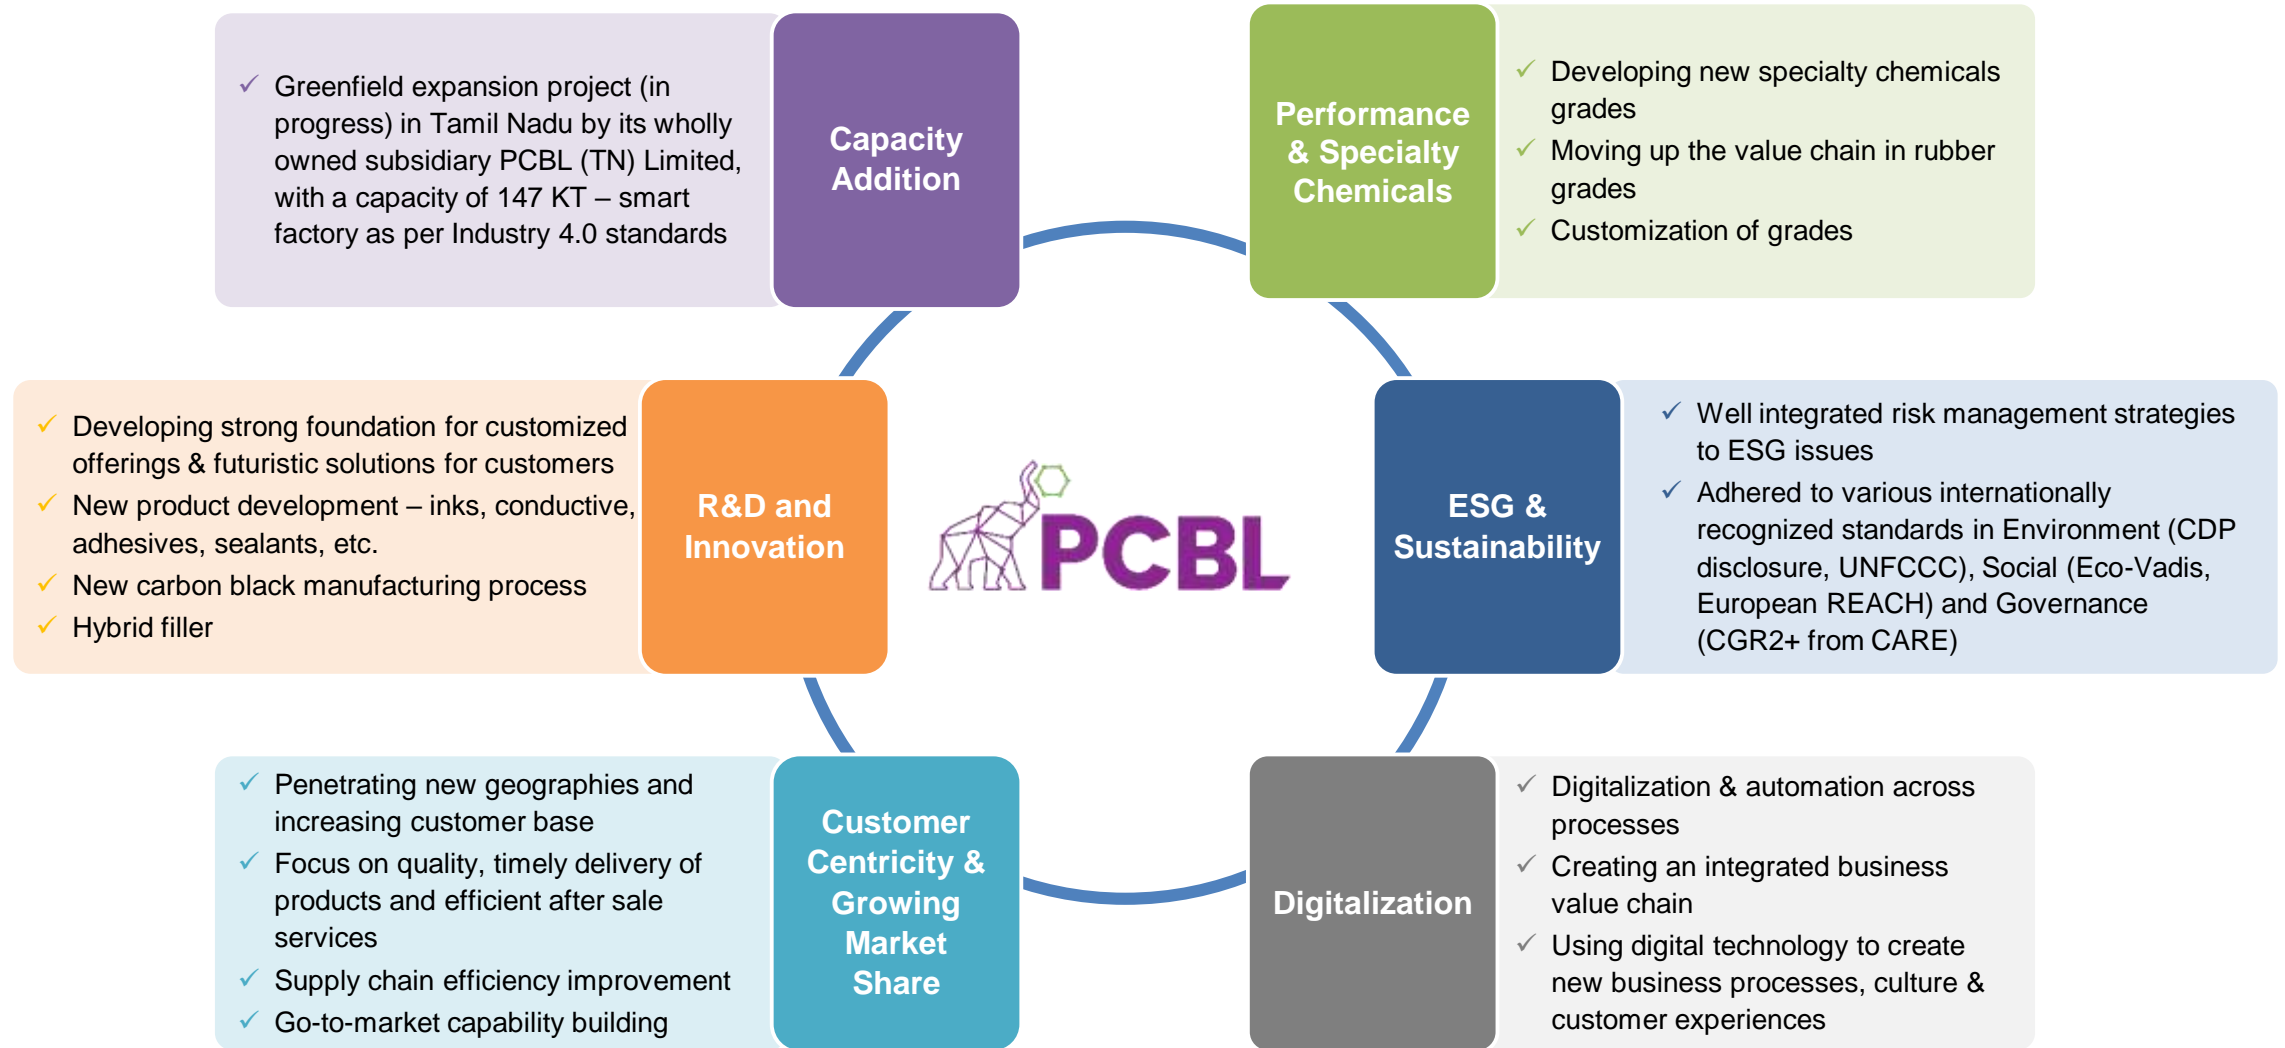 ✓ Greenfield expansion project (in
progress) in Tamil Nadu by its wholly
owned subsidiary PCBL (TN) Limited,
with a capacity of 147 KT – smart
factory as per Industry 4.0 standards
Capacity
Addition
Performance
& Specialty
Chemicals
✓ Developing new specialty chemicals
grades
✓ Moving up the value chain in rubber
grades
✓ Customization of grades
✓ Developing strong foundation for customized
offerings & futuristic solutions for customers
✓ New product development – inks, conductive,
adhesives, sealants, etc.
✓ New carbon black manufacturing process
✓ Hybrid filler
R&D and
Innovation
PCBL
ESG &
Sustainability
✓ Well integrated risk management strategies
to ESG issues
✓ Adhered to various internationally
recognized standards in Environment (CDP
disclosure, UNFCCC), Social (Eco-Vadis,
European REACH) and Governance
(CGR2+ from CARE)
✓ Penetrating new geographies and
increasing customer base
✓ Focus on quality, timely delivery of
products and efficient after sale
services
✓ Supply chain efficiency improvement
✓ Go-to-market capability building
Customer
Centricity &
Growing
Market
Share
Digitalization
✓ Digitalization & automation across
processes
✓ Creating an integrated business
value chain
✓ Using digital technology to create
new business processes, culture &
customer experiences